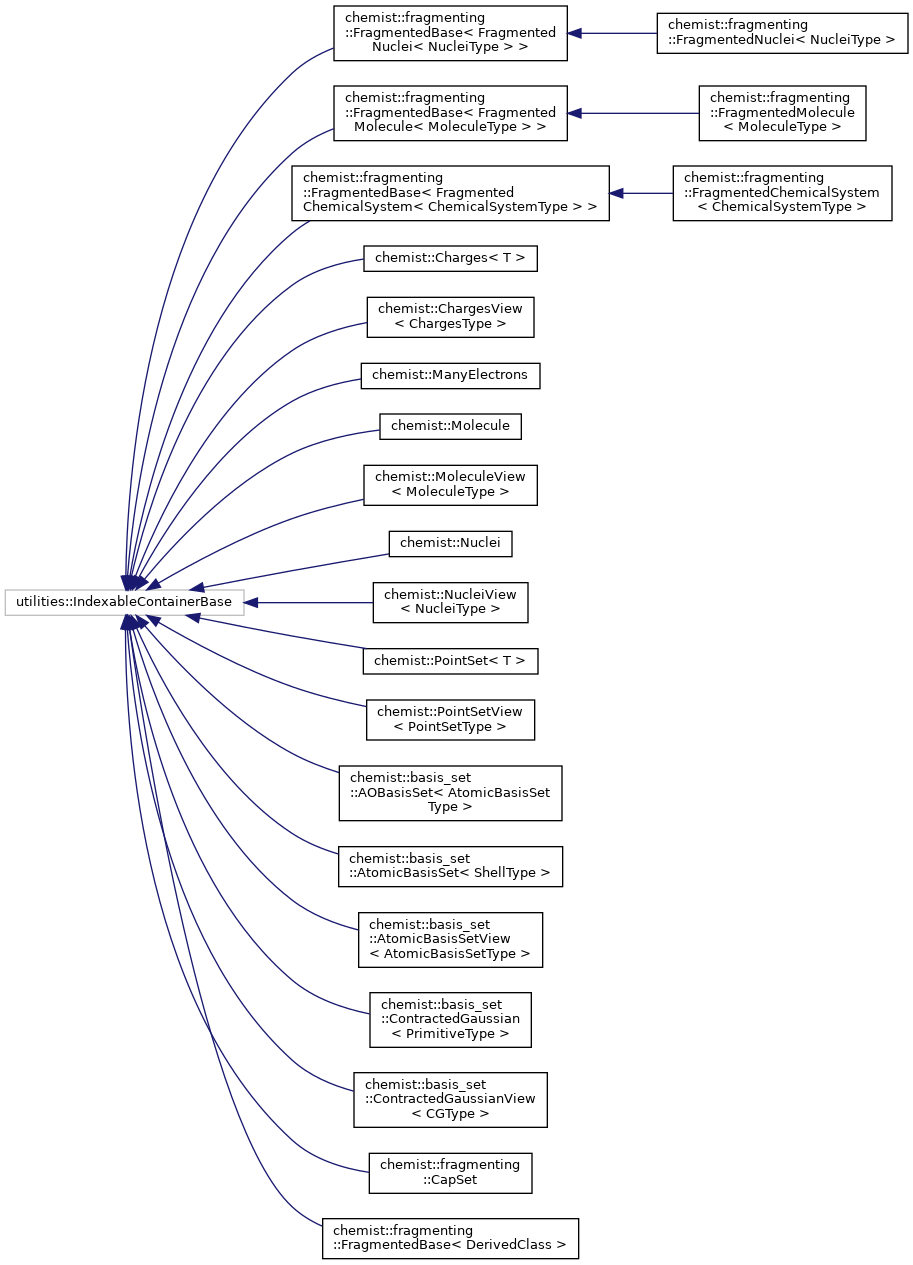 chemist::fragmenting
::FragmentedBase< Fragmented
Nuclei< NucleiType > >
chemist::fragmenting
::FragmentedNuclei< NucleiType >
chemist::fragmenting
::FragmentedBase< Fragmented
Molecule< MoleculeType > >
chemist::fragmenting
::FragmentedMolecule
< MoleculeType >
chemist::fragmenting
::FragmentedBase< Fragmented
ChemicalSystem< ChemicalSystemType > >
chemist::fragmenting
::FragmentedChemicalSystem
< ChemicalSystemType >
chemist::Charges< T >
chemist::ChargesView
< ChargesType >
chemist::ManyElectrons
chemist::Molecule
chemist::MoleculeView
< MoleculeType >
chemist::Nuclei
utilities::IndexableContainerBase
chemist::NucleiView
< NucleiType >
chemist::PointSet< T >
chemist::PointSetView
< PointSetType >
chemist::basis_set
::AOBasisSet< AtomicBasisSet
Type >
chemist::basis_set
::AtomicBasisSet< ShellType >
chemist::basis_set
::AtomicBasisSetView
< AtomicBasisSetType >
chemist::basis_set
::ContractedGaussian
< PrimitiveType >
chemist::basis_set
::ContractedGaussianView
< CGType >
chemist::fragmenting
::CapSet
chemist::fragmenting
::FragmentedBase< DerivedClass >